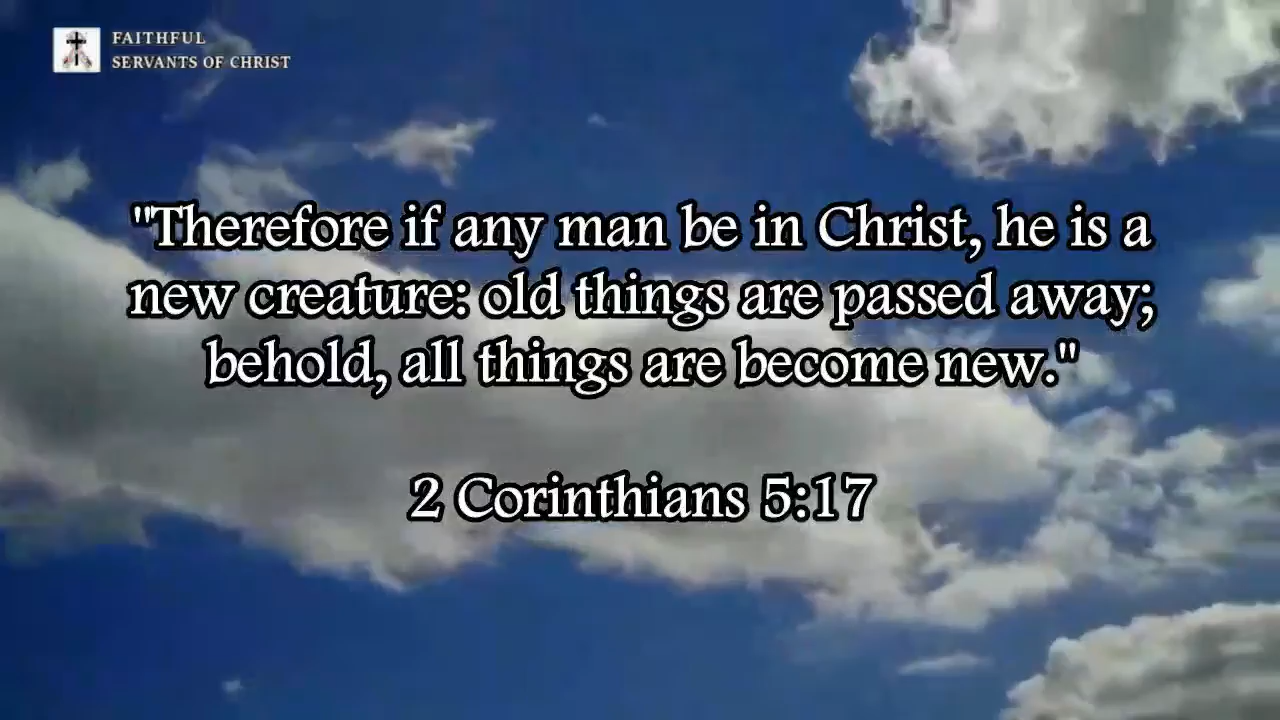 FAITHFUL
SERVANTS OF CHRIST
"Therefore if any man be in Christ, he is a
new creature: old things are passed away;
behold, all things are become new."
2 Corinthians 5:17